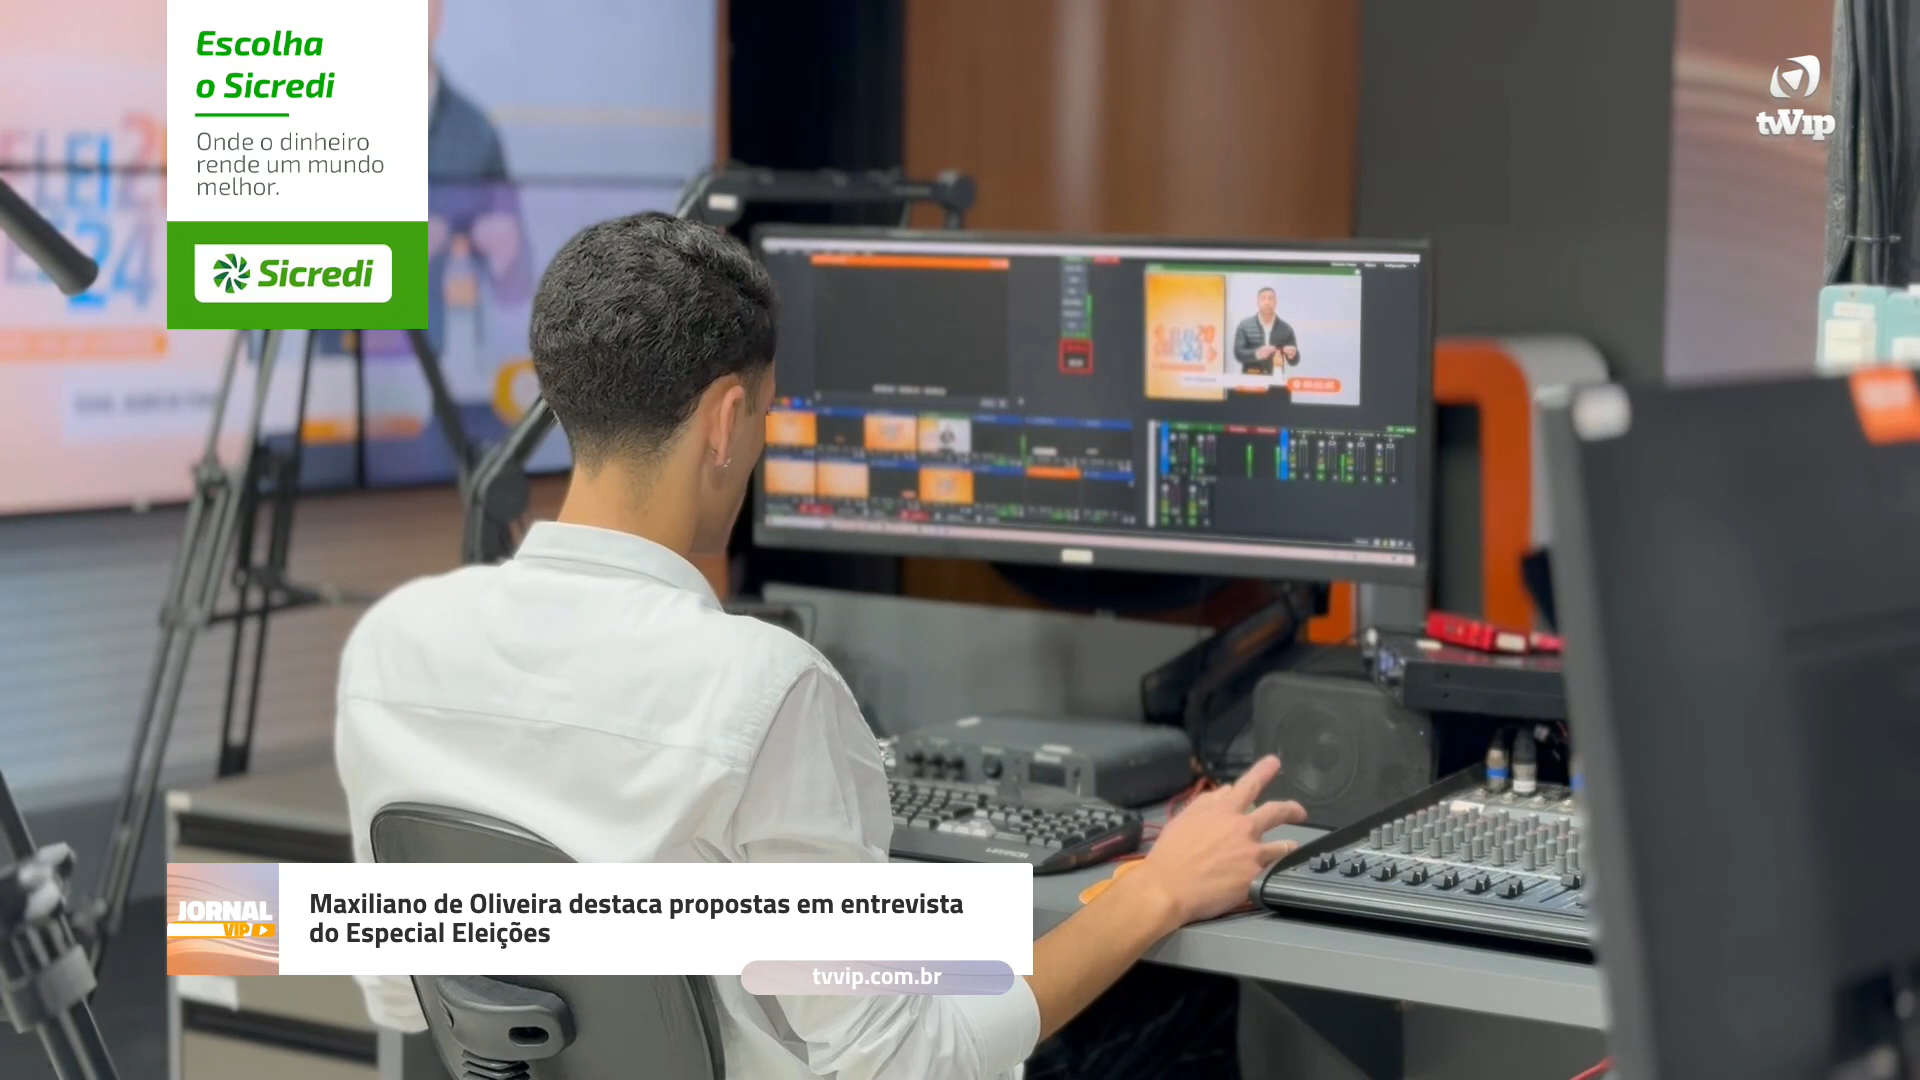 Escolha
o Sicredi
Onde o dinheiro
rende um mundo
melhor.
Sicredi
tvVip
JORNAL
VIP
Maxiliano de Oliveira destaca propostas em entrevista
do Especial Eleições
tvvip.com.br